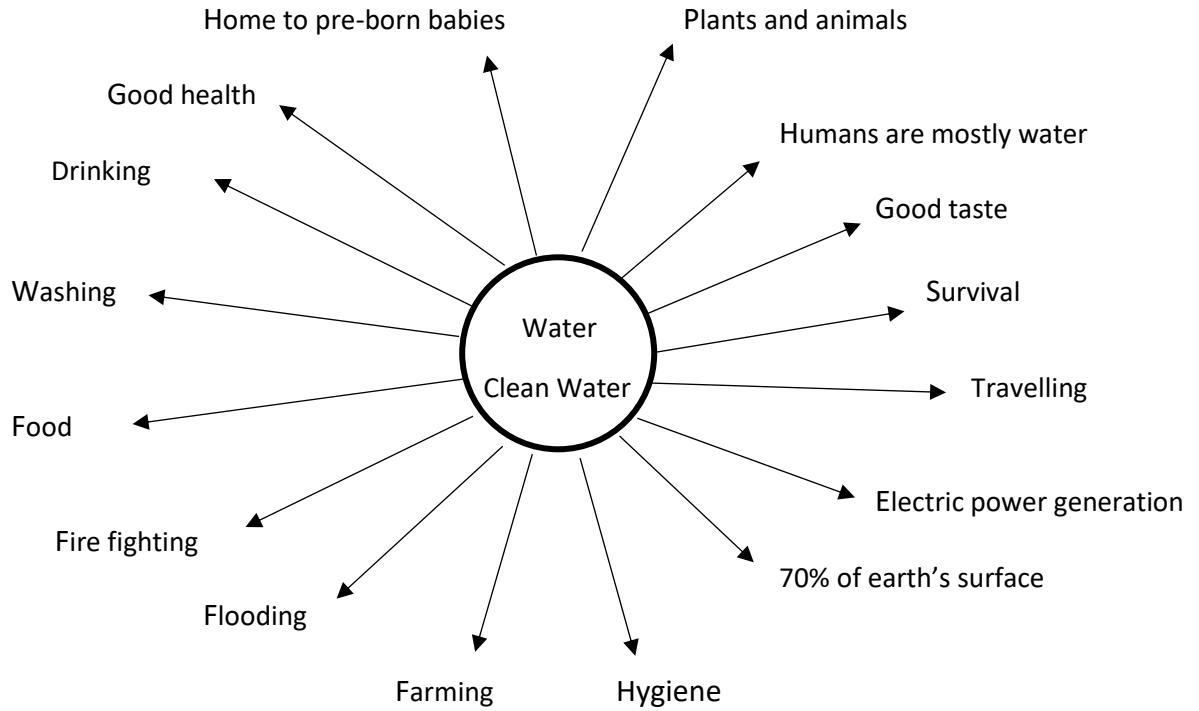 Home to pre-born babies
Plants and animals
Good health
Humans are mostly water
Drinking
Good taste
Washing
Survival
Water
Clean Water
Travelling
Food
Electric power generation
Fire fighting
70% of earth’s surface
Flooding
Farming
Hygiene